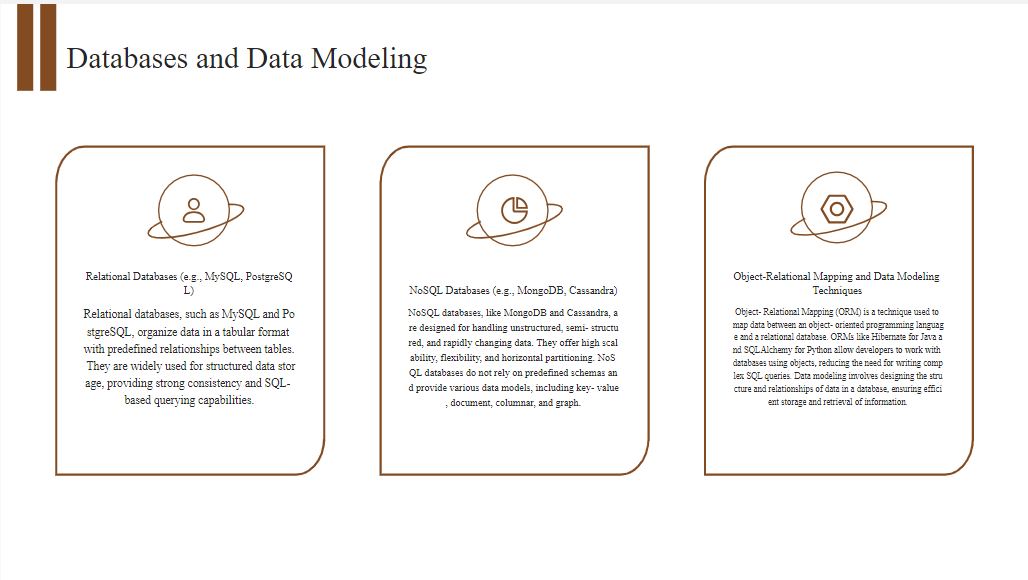 Databases and Data Modeling
Relational Databases (e.g., MySQL, PostgreSQ
L)
Relational databases, such as MySQL and Po
stgreSQL, organize data in a tabular format
with predefined relationships between tables.
They are widely used for structured data stor
age, providing strong consistency and SQL-
based querying capabilities.
NoSQL Databases (e.g., MongoDB, Cassandra)
NoSQL databases, like MongoDB and Cassandra, a
re designed for handling unstructured, semi- structu
red, and rapidly changing data. They offer high scal
ability, flexibility, and horizontal partitioning. NoS
QL databases do not rely on predefined schemas an
d provide various data models, including key- value
, document, columnar, and graph.
Object-Relational Mapping and Data Modeling
Techniques
Object- Relational Mapping (ORM) is a technique used to
map data between an object- oriented programming languag
e and a relational database. ORMs like Hibernate for Java a
nd SQLAlchemy for Python allow developers to work with
databases using objects, reducing the need for writing comp
lex SQL queries. Data modeling involves designing the stru
cture and relationships of data in a database, ensuring effici
ent storage and retrieval of information.